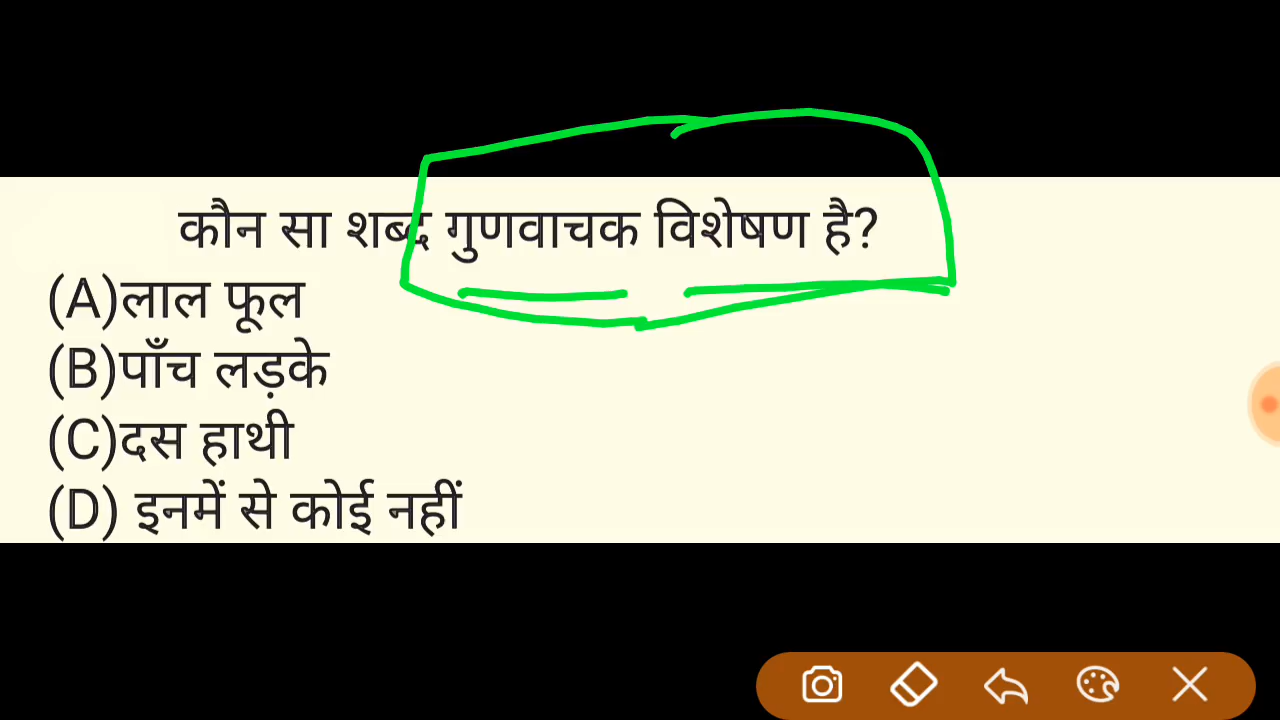 कौन सा शब्द गुणवाचक विशेषण है?
(A)लाल फूल
(B)पाँच लड़के
(C)दस हाथी
(D) इनमें से कोई नहीं